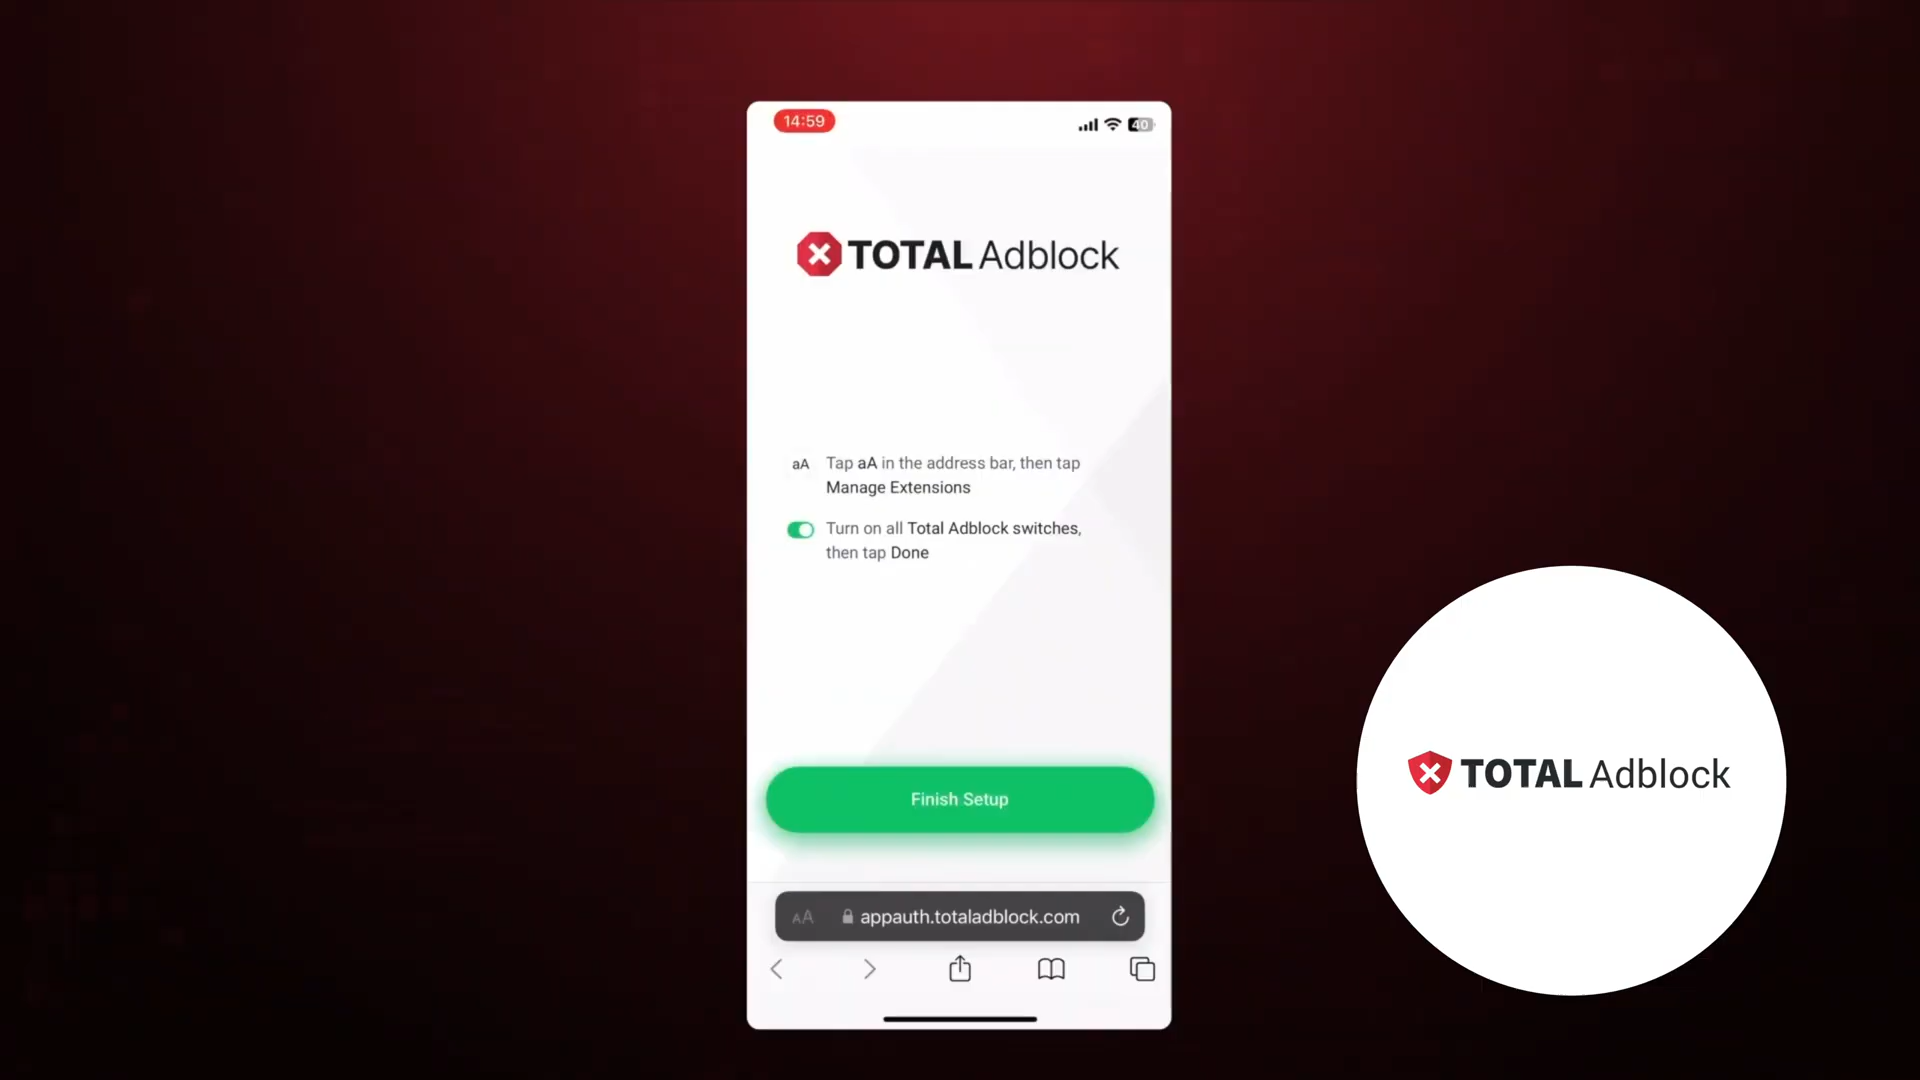 14:59
40
TOTAL Adblock
aA Tap aA in the address bar, then tap
Manage Extensions
Turn on all Total Adblock switches,
then tap Done
Finish Setup
AA appauth.totaladblock.com
TOTAL Adblock